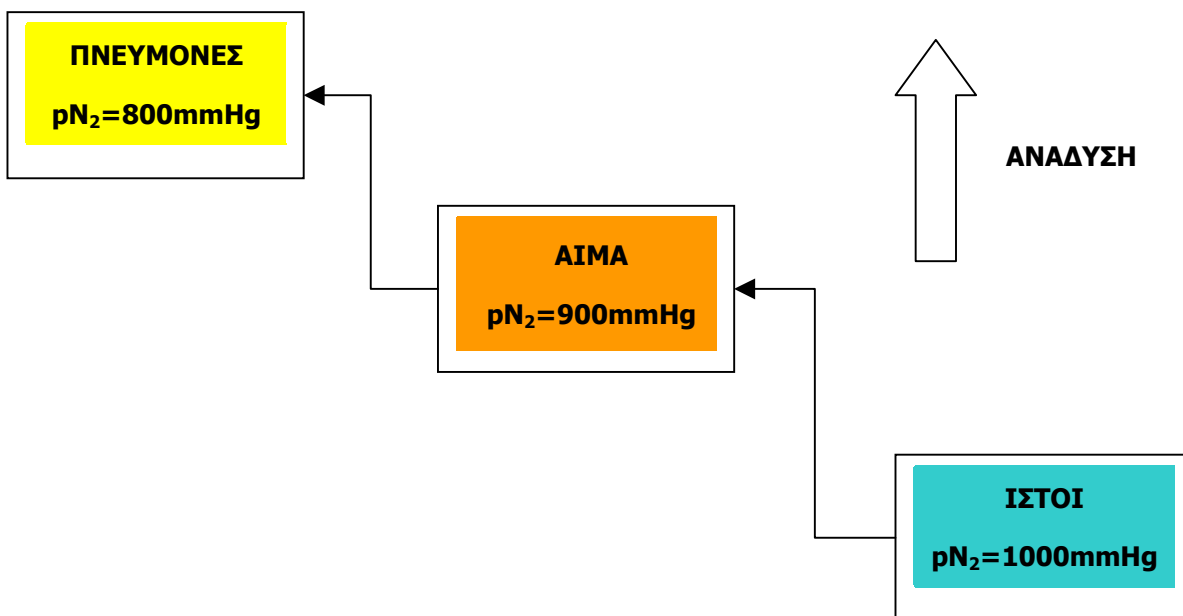 ΠΝΕΥΜΟΝΕΣ
pN₂=800mmHg
ΑΝΑΔΥΣΗ
ΑΙΜΑ
pN₂=900mmHg
ΙΣΤΟΙ
pN₂=1000mmHg